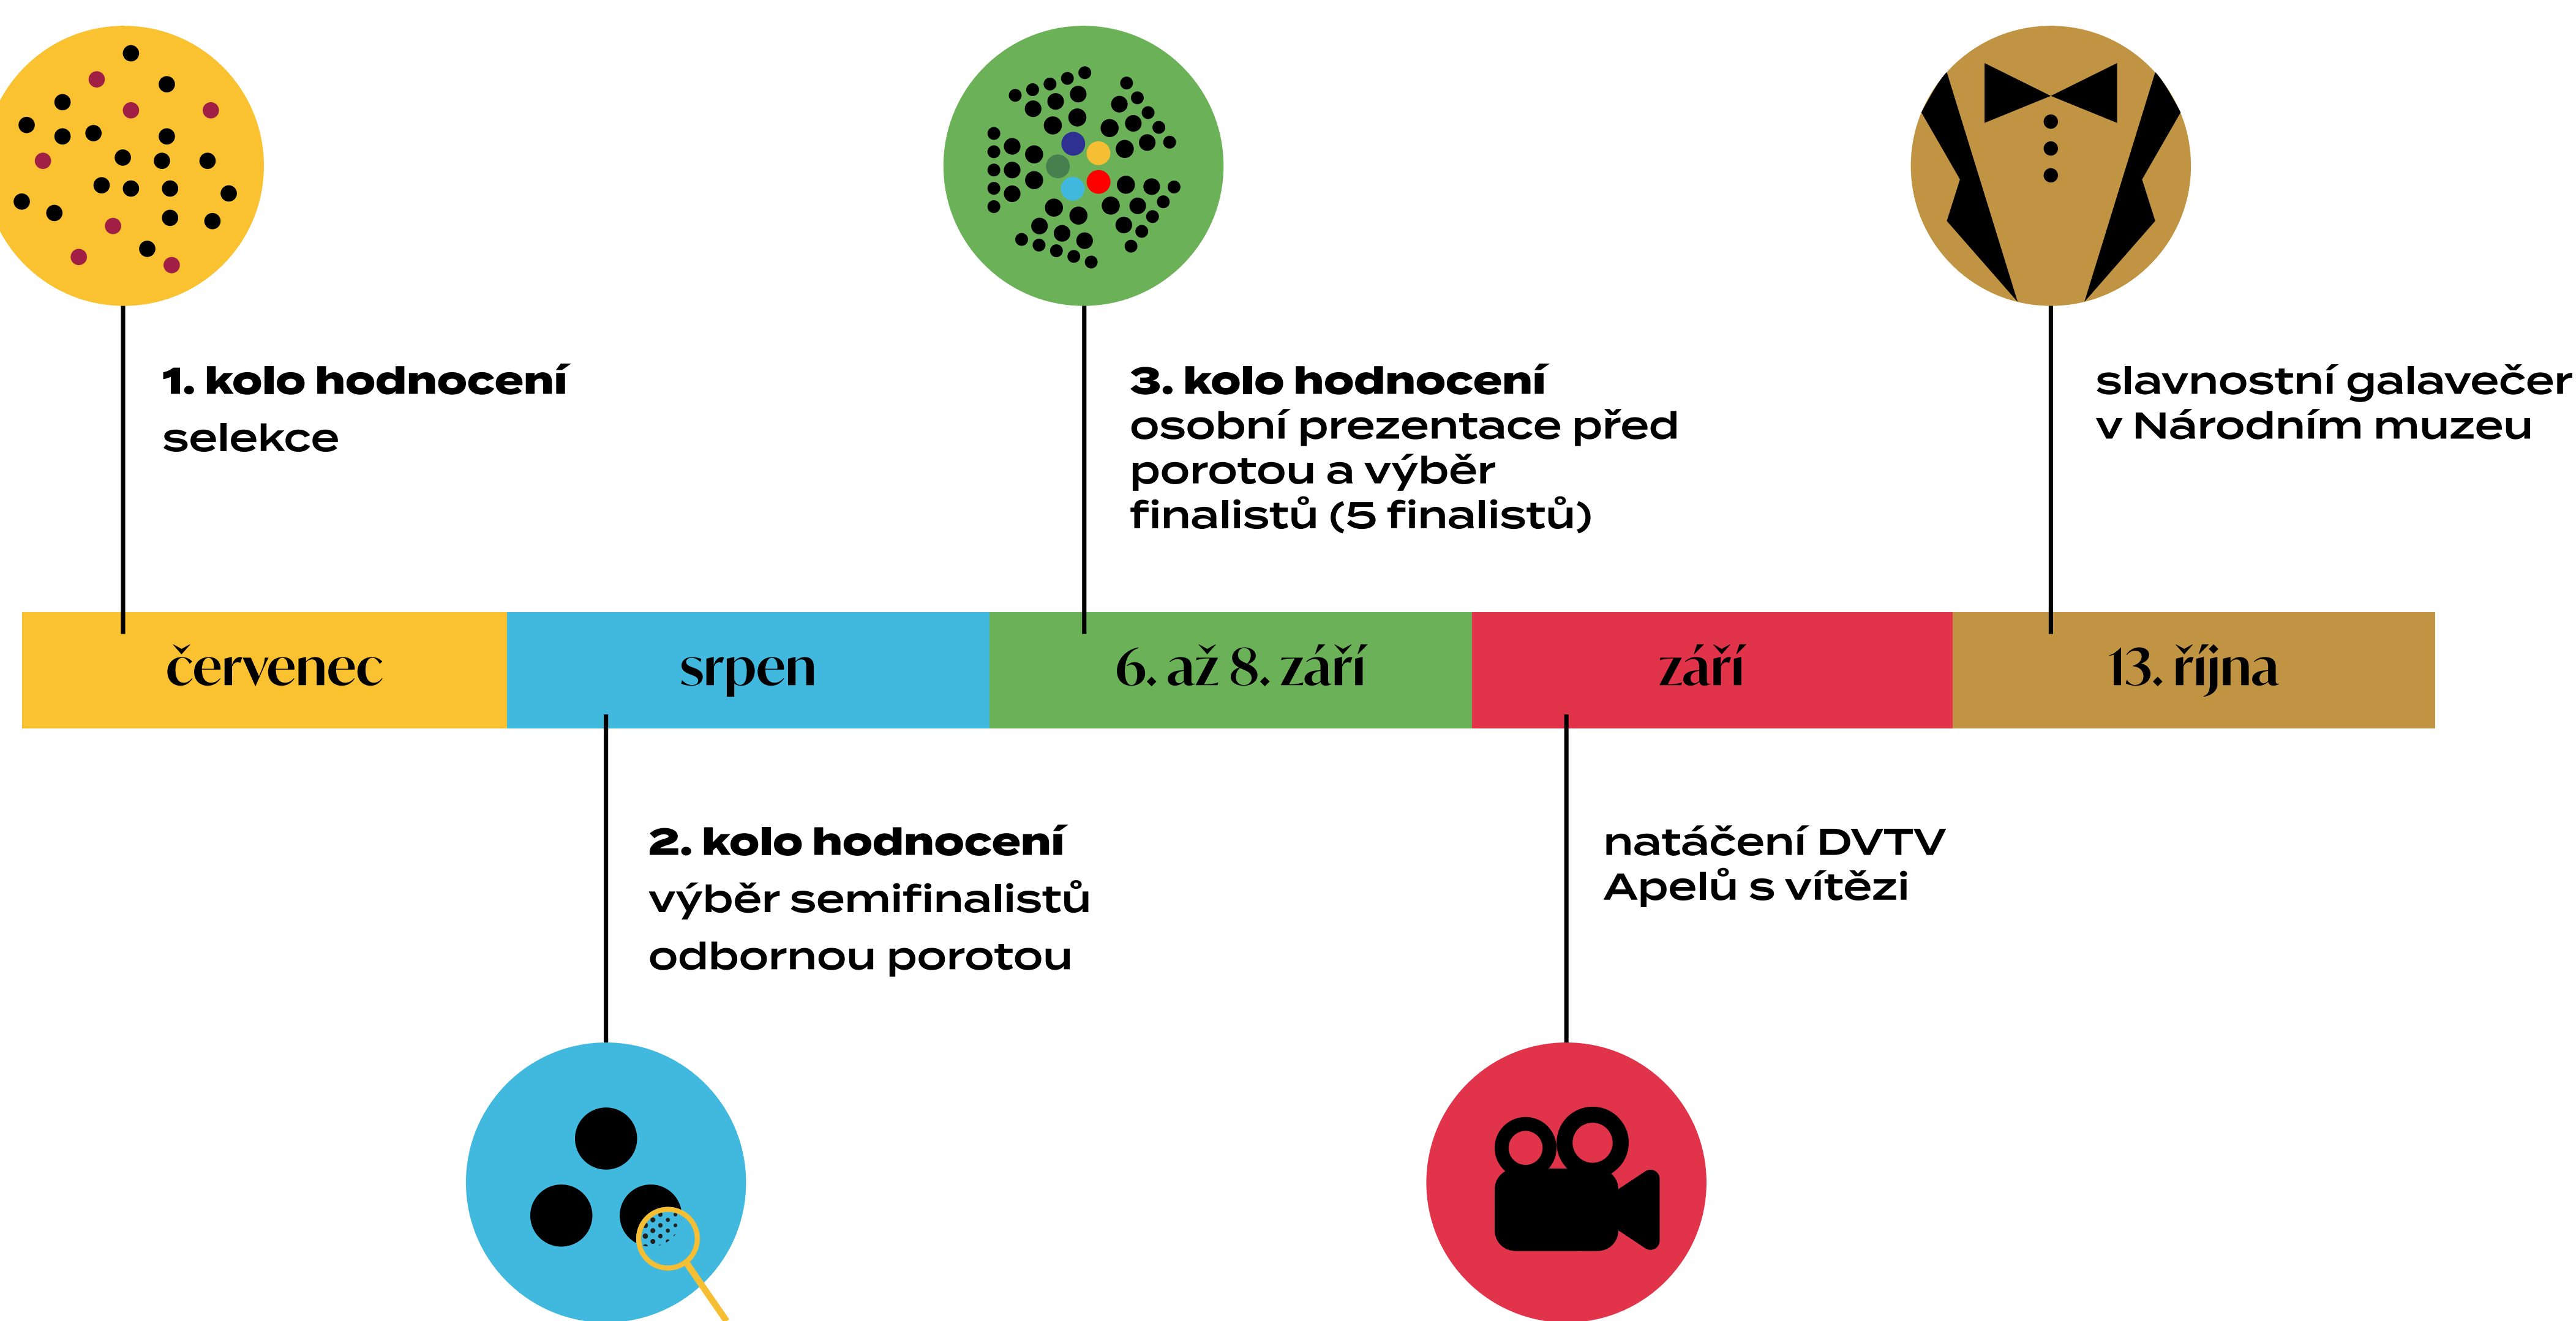 1. kolo hodnocení
selekce
3. kolo hodnocení
osobní prezentace před
porotou a výběr
finalistů (5 finalistů)
slavnostní galavečer
v Národním muzeu
červenec
srpen
6. až 8. září
září
13. října
2. kolo hodnocení
výběr semifinalistů
odbornou porotou
natáčení DVTV
Apelů s vítězi